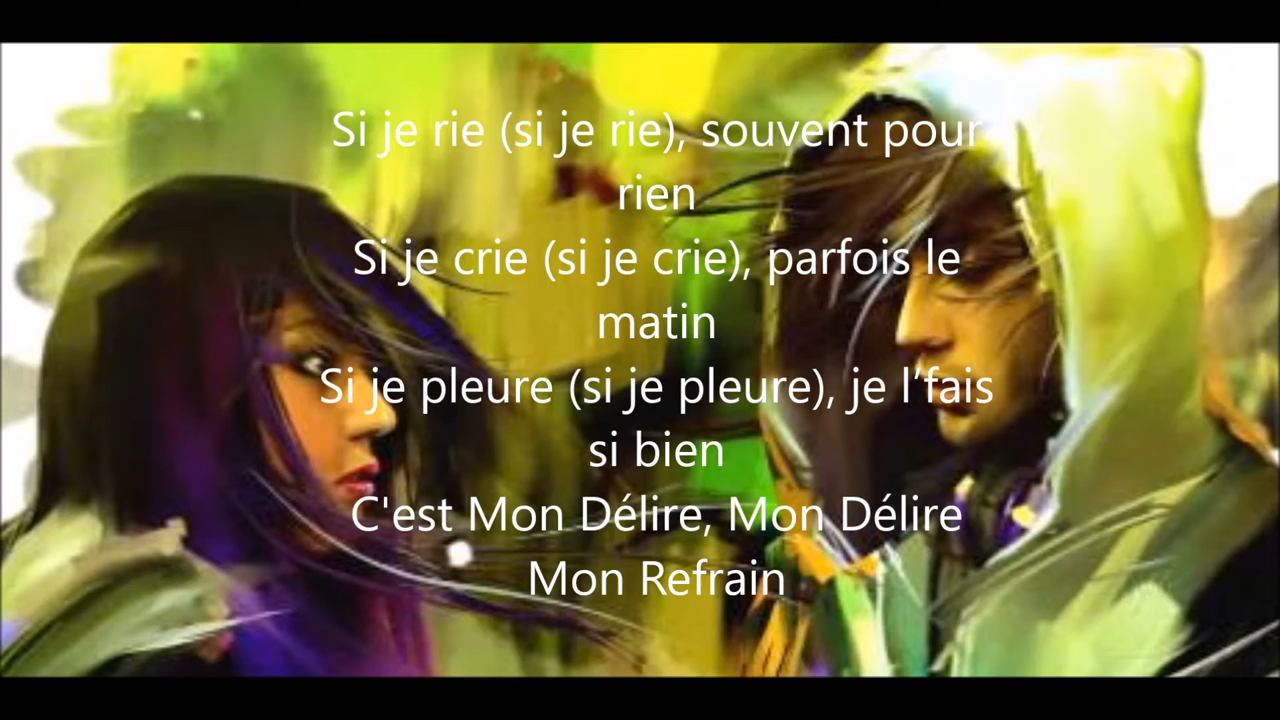 Si je rie (si je rie), souvent pour
rien
Si je crie (si je crie), parfois le
matin
Si je pleure (si je pleure), je l’fais
si bien
C'est Mon Délire, Mon Délire
Mon Refrain